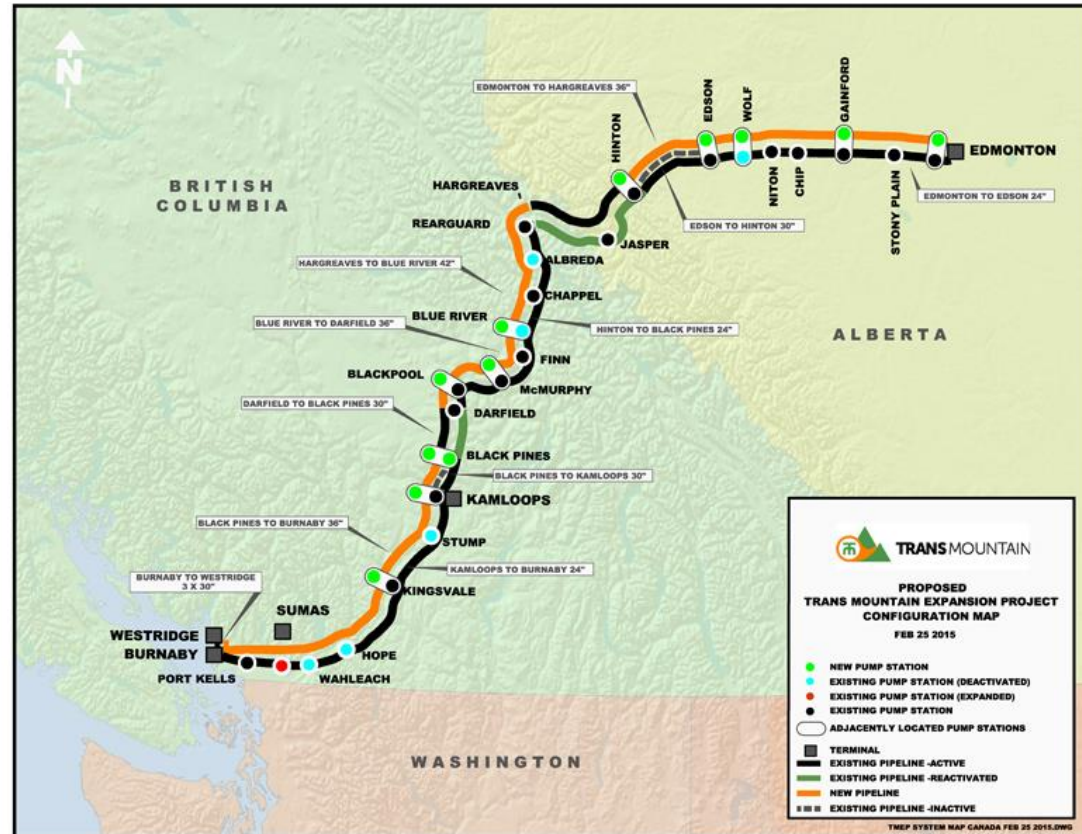 N
EDMONTON TO HARGREAVES 36"
EDSON
WOLF
GAINFORD
HINTON
EDMONTON
BRITISH
COLUMBIA
HARGREAVES
NITON
CHIP
STONY PLAIN
EDMONTON TO EDSON 24"
REARGUARD
EDSON TO HINTON 30"
JASPER
ALBREDA
HARGREAVES TO BLUE RIVER 42"
CHAPPEL
BLUE RIVER
BLUE RIVER TO DARFIELD 36"
HINTON TO BLACK PINES 24"
ALBERTA
FINN
BLACKPOOL
McMURPHY
DARFIELD TO BLACK PINES 30"
DARFIELD
BLACK PINES
BLACK PINES TO KAMLOOPS 30"
KAMLOOPS
BLACK PINES TO BURNABY 36"
STUMP
KAMLOOPS TO BURNABY 24"
BURNABY TO WESTRIDGE
3 X 30"
KINGSVALE
SUMAS
WESTRIDGE
BURNABY
HOPE
PORT KELLS
WAHLEACH
WASHINGTON
TRANSMOUNTAIN
PROPOSED
TRANS MOUNTAIN EXPANSION PROJECT
CONFIGURATION MAP
FEB 25 2015
NEW PUMP STATION
EXISTING PUMP STATION (DEACTIVATED)
EXISTING PUMP STATION (EXPANDED)
EXISTING PUMP STATION
ADJACENTLY LOCATED PUMP STATIONS
TERMINAL
EXISTING PIPELINE -ACTIVE
EXISTING PIPELINE -REACTIVATED
NEW PIPELINE
EXISTING PIPELINE -INACTIVE
TMEP SYSTEM MAP CANADA FEB 25 2015.DWG